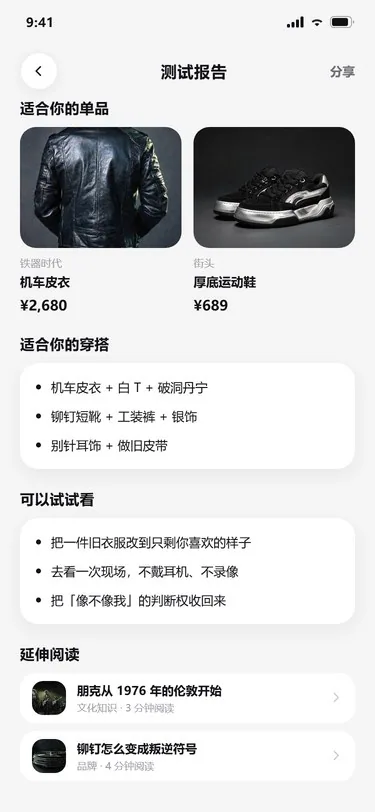 9:41
测试报告
分享
适合你的单品
铁器时代
机车皮衣
¥2,680
街头
厚底运动鞋
¥689
适合你的穿搭
机车皮衣 + 白 T + 破洞丹宁
铆钉短靴 + 工装裤 + 银饰
别针耳饰 + 做旧皮带
可以试试看
把一件旧衣服改到只剩你喜欢的样子
去看一次现场，不戴耳机、不录像
把「像不像我」的判断权收回来
延伸阅读
朋克从 1976 年的伦敦开始
文化知识 · 3 分钟阅读
铆钉怎么变成叛逆符号
品牌 · 4 分钟阅读